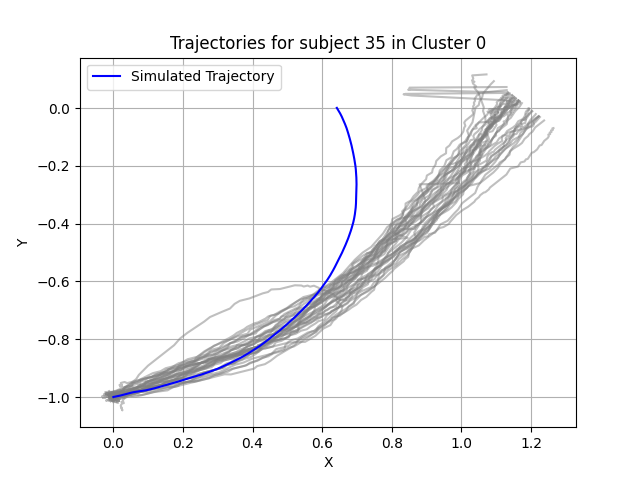 Trajectories for subject 35 in Cluster 0
Simulated Trajectory
0.0
−0.2
−0.4
−0.6
−0.8
−1.0
Y
0.0 0.2 0.4 0.6 0.8 1.0 1.2
X